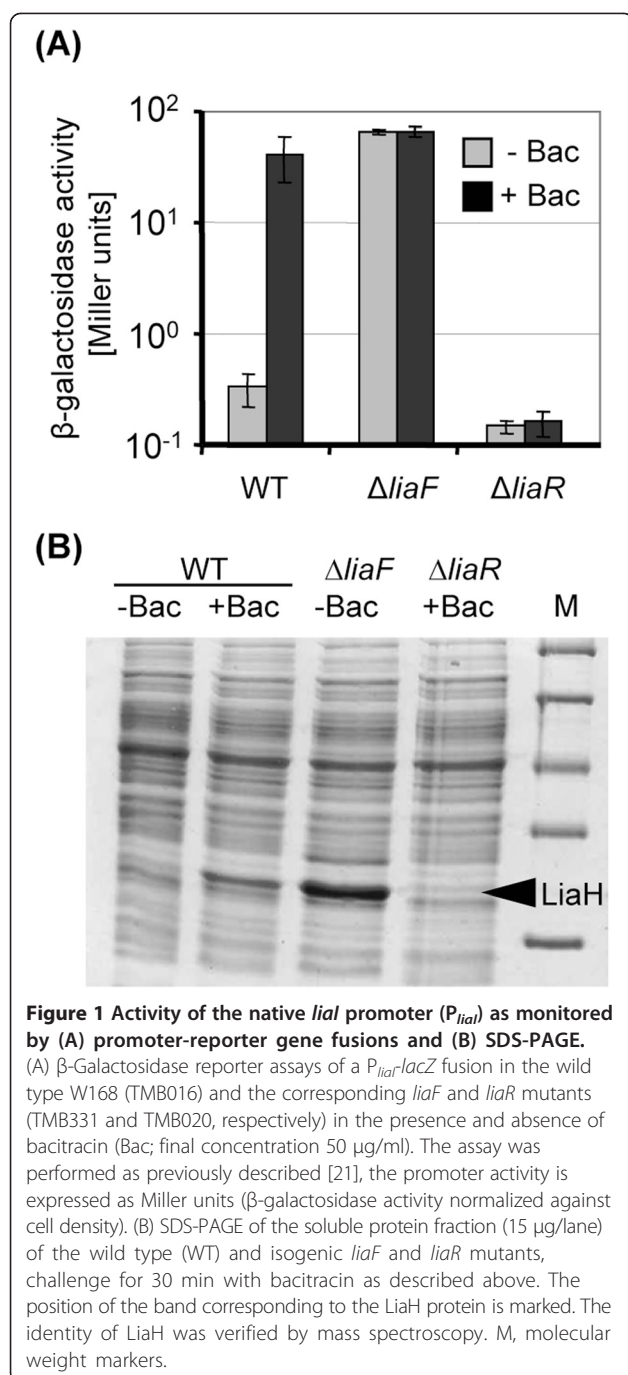 (A)
β-galactosidase activity
[Miller units]
10²
10¹
10⁰
10⁻¹
- Bac
+ Bac
WT ΔliaF ΔliaR
(B)
WT ΔliaF ΔliaR
-Bac +Bac -Bac +Bac M
LiaH
Figure 1 Activity of the native liaI promoter (PliaI) as monitored
by (A) promoter-reporter gene fusions and (B) SDS-PAGE.
(A) β-Galactosidase reporter assays of a PliaI-lacZ fusion in the wild
type W168 (TMB016) and the corresponding liaF and liaR mutants
(TMB331 and TMB020, respectively) in the presence and absence of
bacitracin (Bac; final concentration 50 μg/ml). The assay was
performed as previously described [21], the promoter activity is
expressed as Miller units (β-galactosidase activity normalized against
cell density). (B) SDS-PAGE of the soluble protein fraction (15 μg/lane)
of the wild type (WT) and isogenic liaF and liaR mutants,
challenge for 30 min with bacitracin as described above. The
position of the band corresponding to the LiaH protein is marked. The
identity of LiaH was verified by mass spectroscopy. M, molecular
weight markers.